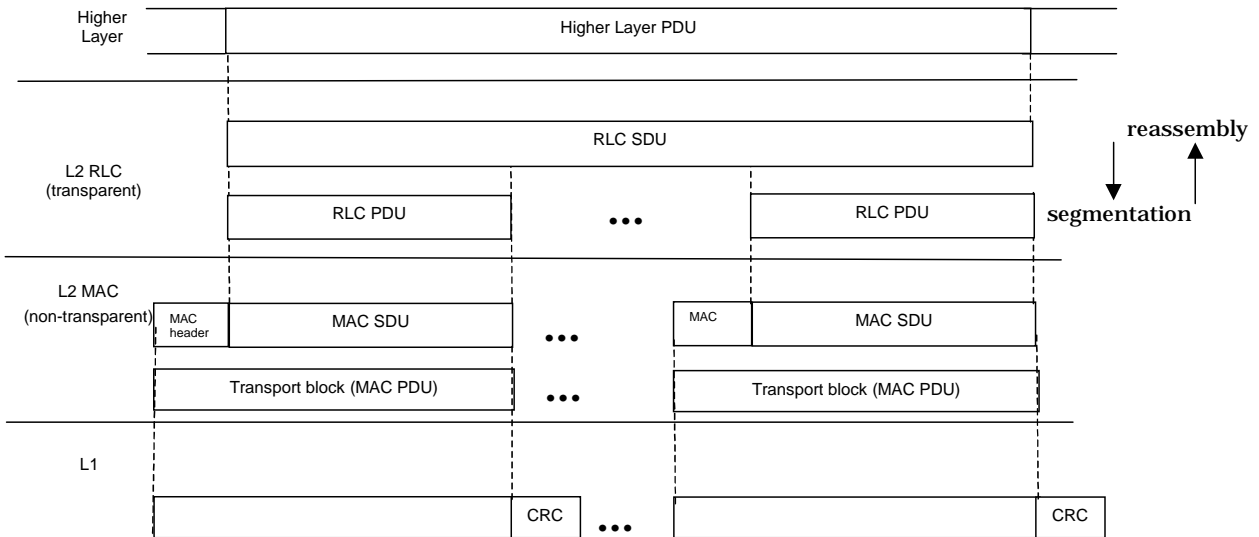 Higher
Layer
Higher Layer PDU
RLC SDU
reassembly
L2 RLC
(transparent)
RLC PDU
•••
RLC PDU
segmentation
L2 MAC
(non-transparent)
MAC
header
MAC SDU
•••
MAC
MAC SDU
Transport block (MAC PDU)
•••
Transport block (MAC PDU)
L1
CRC
•••
CRC